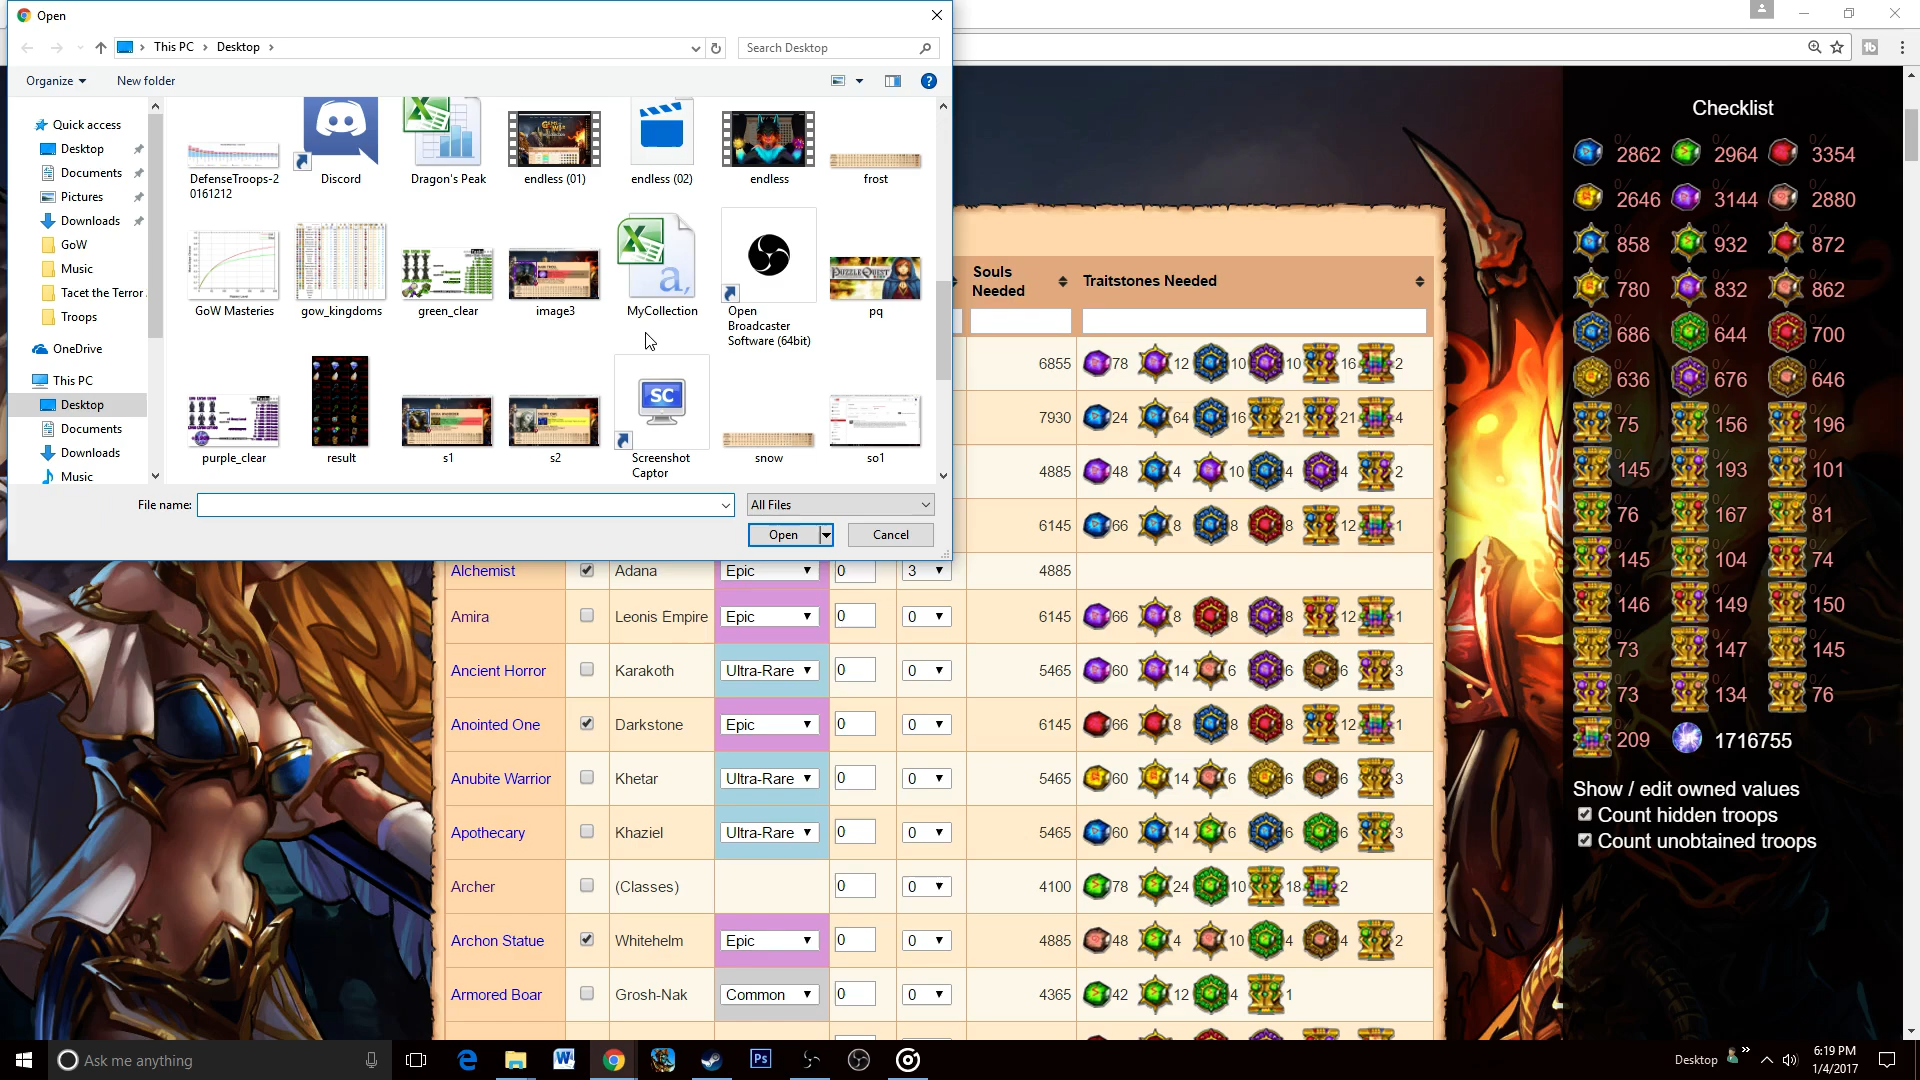 Open
This PC
Desktop
Search Desktop
Organize
New folder
Quick access
Desktop
Documents
Pictures
Downloads
GoW
Music
Tacet the Terror
Troops
OneDrive
This PC
Desktop
Documents
Downloads
Music
DefenseTroops-2
0161212
Discord
Dragon's Peak
endless (01)
endless (02)
endless
frost
GoW Masteries
gow_kingdoms
green_clear
image3
MyCollection
Open
Broadcaster
Software (64bit)
pq
purple_clear
result
s1
s2
SC
Screenshot
Captor
snow
so1
File name:
All Files
Open
Cancel
Souls
Needed
Traitstones Needed
6855 78 12 10 10 16 2
7930 24 64 16 21 21 4
4885 48 4 10 4 4 2
6145 66 8 8 8 12 1
Alchemist Adana Epic 0 3 4885
Amira Leonis Empire Epic 0 0 6145 66 8 8 8 12 1
Ancient Horror Karakoth Ultra-Rare 0 0 5465 60 14 6 6 6 3
Anointed One Darkstone Epic 0 0 6145 66 8 8 8 12 1
Anubite Warrior Khetar Ultra-Rare 0 0 5465 60 14 6 6 6 3
Apothecary Khaziel Ultra-Rare 0 0 5465 60 14 6 6 6 3
Archer (Classes) 0 0 4100 78 24 10 18 2
Archon Statue Whitehelm Epic 0 0 4885 48 4 10 4 4 2
Armored Boar Grosh-Nak Common 0 0 4365 42 12 4 1
Checklist
2862 2964 3354
2646 3144 2880
858 932 872
780 832 862
686 644 700
636 676 646
75 156 196
145 193 101
76 167 81
145 104 74
146 149 150
73 147 145
73 134 76
209 1716755
Show / edit owned values
Count hidden troops
Count unobtained troops
Ask me anything
Desktop
6:19 PM
1/4/2017